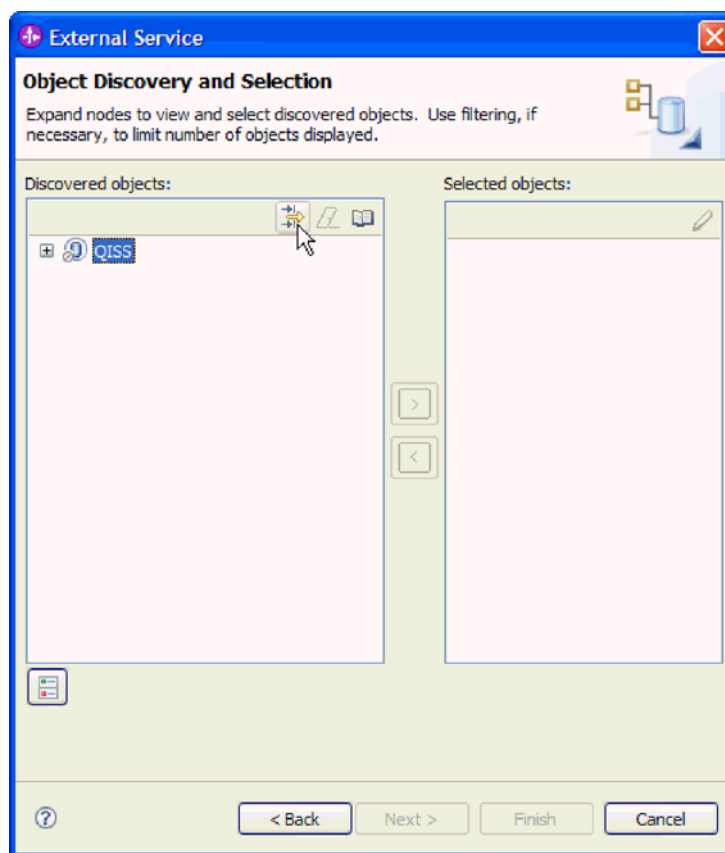 External Service
Object Discovery and Selection
Expand nodes to view and select discovered objects. Use filtering, if
necessary, to limit number of objects displayed.
Discovered objects:
Selected objects:
QISS
>
<
?
< Back
Next >
Finish
Cancel